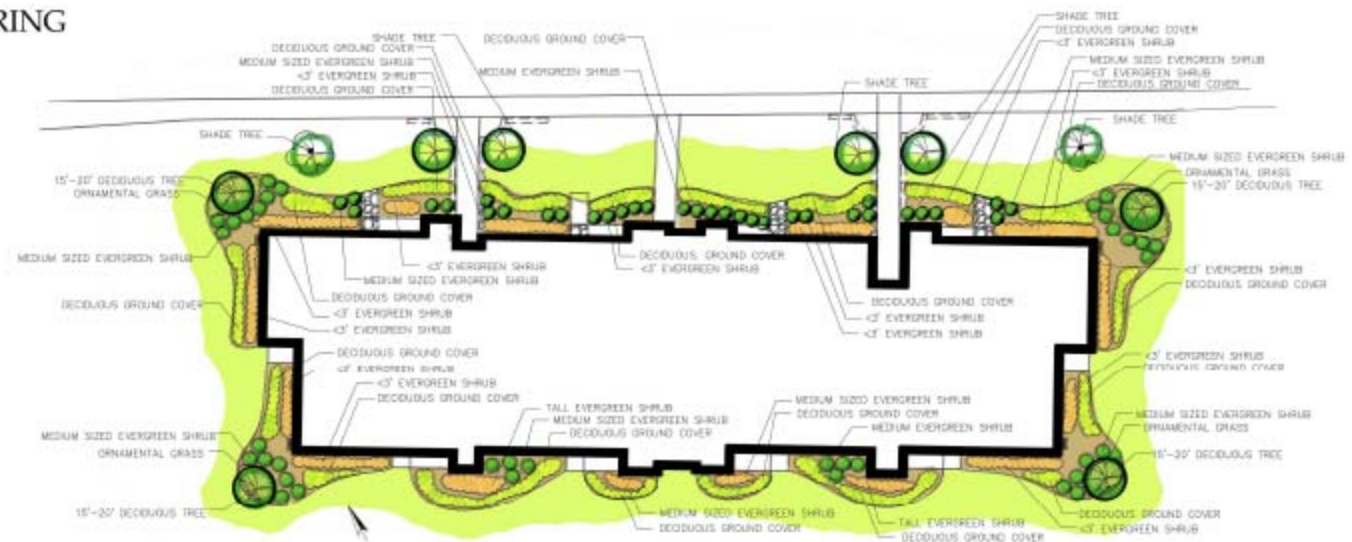 RING
SHADE TREE
DECIDUOUS GROUND COVER
MEDIUM SIZED EVERGREEN SHRUB
<3' EVERGREEN SHRUB
DECIDUOUS GROUND COVER
DECIDUOUS GROUND COVER
MEDIUM EVERGREEN SHRUB
SHADE TREE
SHADE TREE
DECIDUOUS GROUND COVER
<3' EVERGREEN SHRUB
MEDIUM SIZED EVERGREEN SHRUB
<3' EVERGREEN SHRUB
DECIDUOUS GROUND COVER
SHADE TREE
SHADE TREE
15'-20' DECIDUOUS TREE
ORNAMENTAL GRASS
MEDIUM SIZED EVERGREEN SHRUB
ORNAMENTAL GRASS
15'-20' DECIDUOUS TREE
MEDIUM SIZED EVERGREEN SHRUB
<3' EVERGREEN SHRUB
MEDIUM SIZED EVERGREEN SHRUB
DECIDUOUS GROUND COVER
<3' EVERGREEN SHRUB
<3' EVERGREEN SHRUB
DECIDUOUS GROUND COVER
DECIDUOUS GROUND COVER
<3' EVERGREEN SHRUB
DECIDUOUS GROUND COVER
<3' EVERGREEN SHRUB
<3' EVERGREEN SHRUB
<3' EVERGREEN SHRUB
DECIDUOUS GROUND COVER
DECIDUOUS GROUND COVER
<3' EVERGREEN SHRUB
<3' EVERGREEN SHRUB
DECIDUOUS GROUND COVER
<3' EVERGREEN SHRUB
DECIDUOUS GROUND COVER
MEDIUM SIZED EVERGREEN SHRUB
ORNAMENTAL GRASS
15'-20' DECIDUOUS TREE
TALL EVERGREEN SHRUB
MEDIUM SIZED EVERGREEN SHRUB
DECIDUOUS GROUND COVER
MEDIUM SIZED EVERGREEN SHRUB
DECIDUOUS GROUND COVER
MEDIUM EVERGREEN SHRUB
MEDIUM SIZED EVERGREEN SHRUB
ORNAMENTAL GRASS
15'-20' DECIDUOUS TREE
MEDIUM SIZED EVERGREEN SHRUB
DECIDUOUS GROUND COVER
TALL EVERGREEN SHRUB
DECIDUOUS GROUND COVER
DECIDUOUS GROUND COVER
<3' EVERGREEN SHRUB